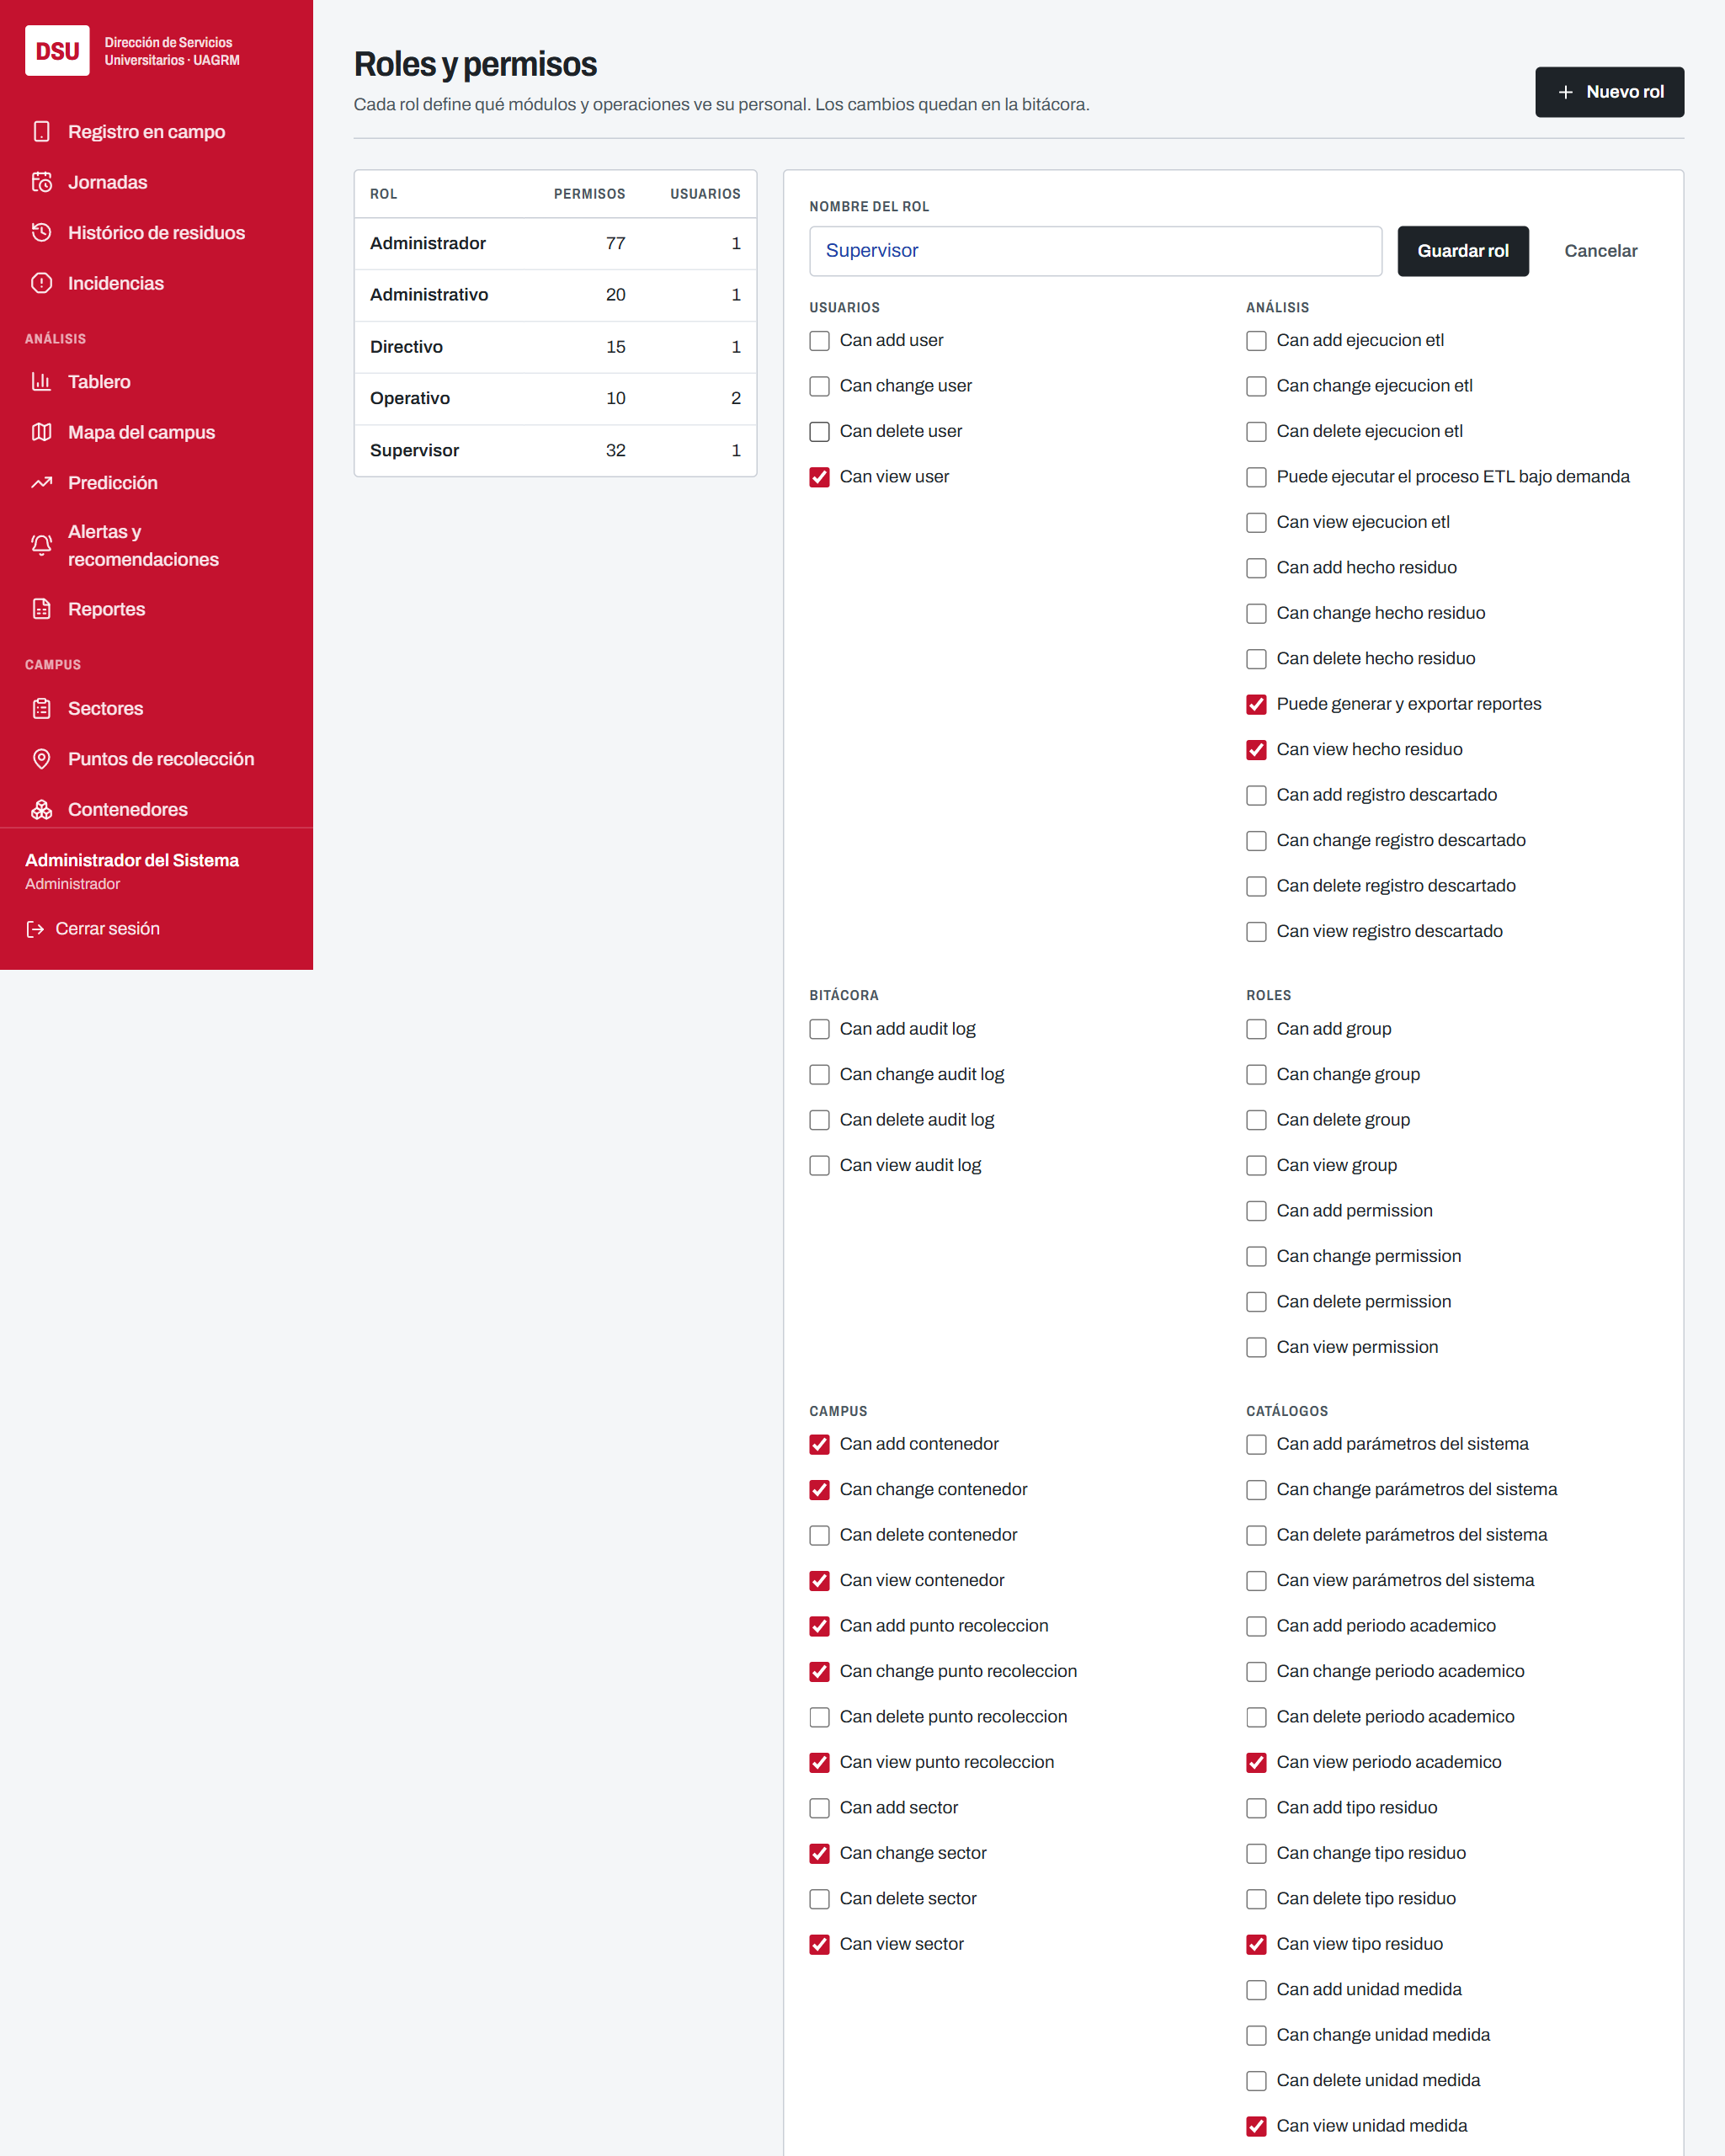 DSU
Dirección de Servicios
Universitarios · UAGRM
Registro en campo
Jornadas
Histórico de residuos
Incidencias
ANÁLISIS
Tablero
Mapa del campus
Predicción
Alertas y
recomendaciones
Reportes
CAMPUS
Sectores
Puntos de recolección
Contenedores
Administrador del Sistema
Administrador
Cerrar sesión
Roles y permisos
Cada rol define qué módulos y operaciones ve su personal. Los cambios quedan en la bitácora.
Nuevo rol
ROL PERMISOS USUARIOS
Administrador 77 1
Administrativo 20 1
Directivo 15 1
Operativo 10 2
Supervisor 32 1
NOMBRE DEL ROL
Supervisor
Guardar rol
Cancelar
USUARIOS
Can add user
Can change user
Can delete user
Can view user
ANÁLISIS
Can add ejecucion etl
Can change ejecucion etl
Can delete ejecucion etl
Puede ejecutar el proceso ETL bajo demanda
Can view ejecucion etl
Can add hecho residuo
Can change hecho residuo
Can delete hecho residuo
Puede generar y exportar reportes
Can view hecho residuo
Can add registro descartado
Can change registro descartado
Can delete registro descartado
Can view registro descartado
BITÁCORA
Can add audit log
Can change audit log
Can delete audit log
Can view audit log
ROLES
Can add group
Can change group
Can delete group
Can view group
Can add permission
Can change permission
Can delete permission
Can view permission
CAMPUS
Can add contenedor
Can change contenedor
Can delete contenedor
Can view contenedor
Can add punto recoleccion
Can change punto recoleccion
Can delete punto recoleccion
Can view punto recoleccion
Can add sector
Can change sector
Can delete sector
Can view sector
CATÁLOGOS
Can add parámetros del sistema
Can change parámetros del sistema
Can delete parámetros del sistema
Can view parámetros del sistema
Can add periodo academico
Can change periodo academico
Can delete periodo academico
Can view periodo academico
Can add tipo residuo
Can change tipo residuo
Can delete tipo residuo
Can view tipo residuo
Can add unidad medida
Can change unidad medida
Can delete unidad medida
Can view unidad medida